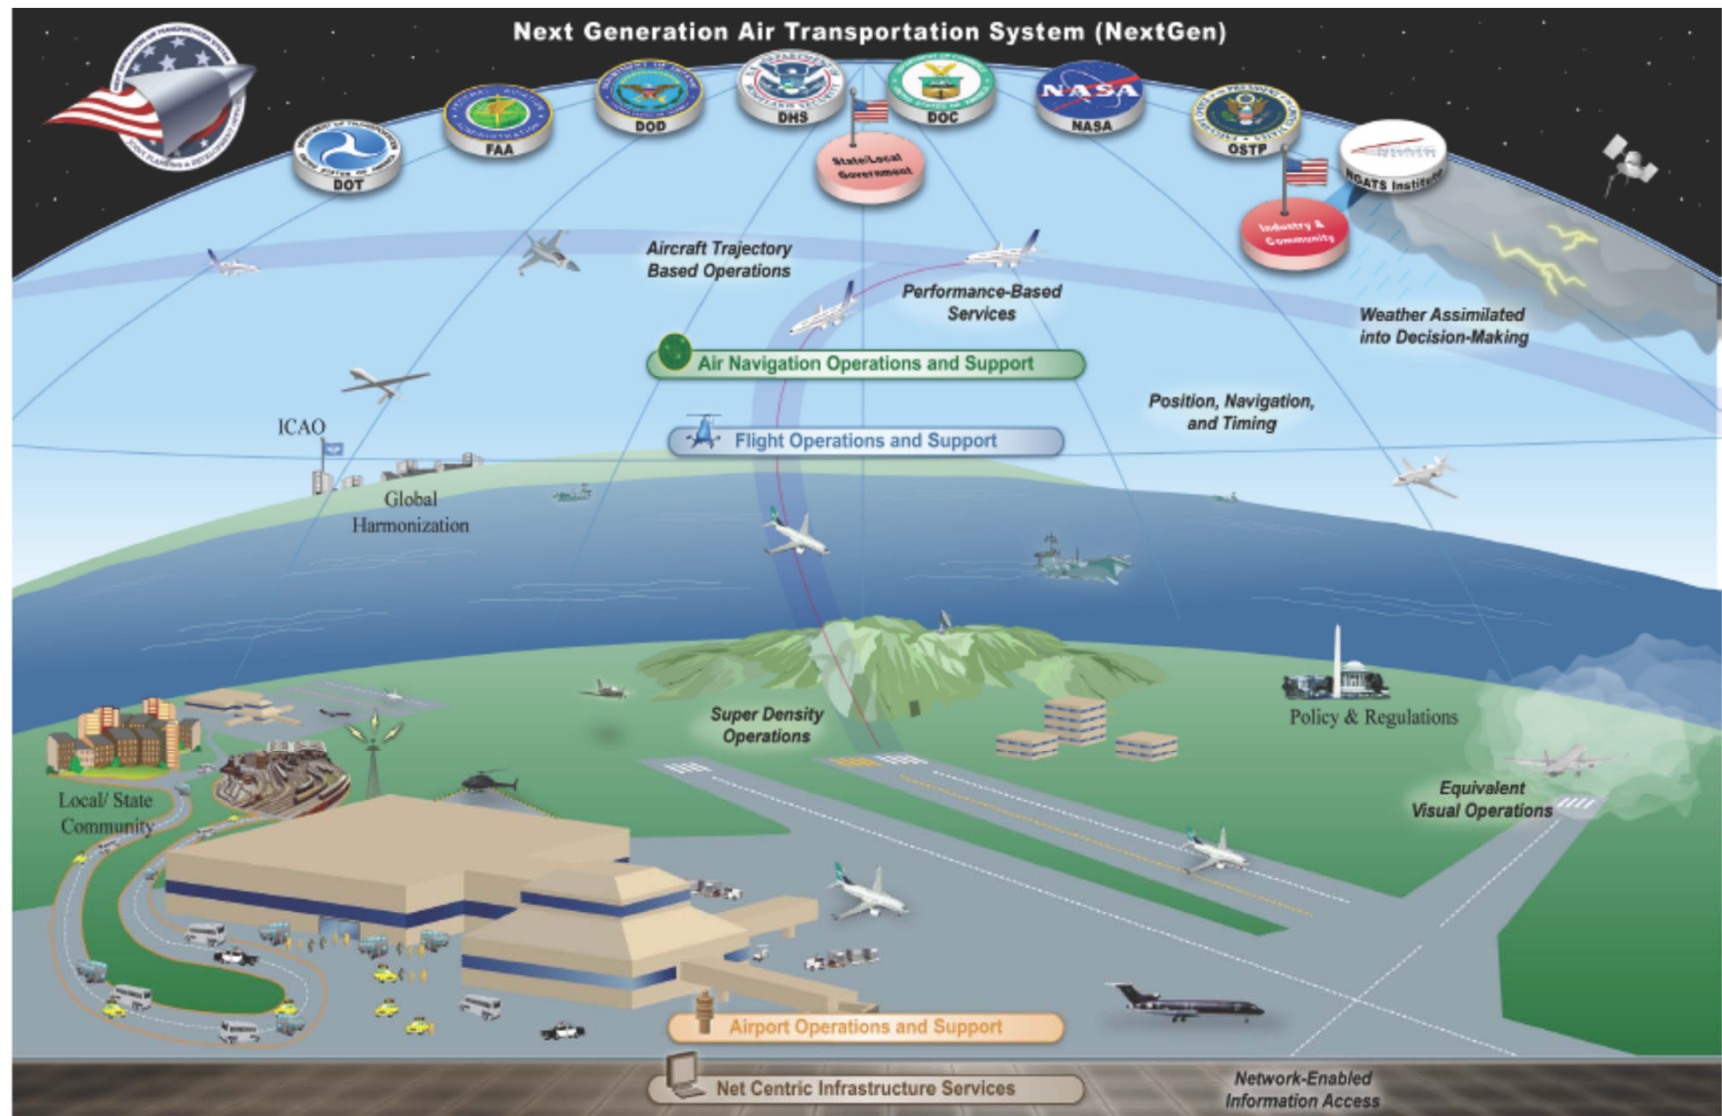 Next Generation Air Transportation System (NextGen)
DOT
FAA
DOD
DHS
DOC
NASA
NASA
OSTP
NGATS Institute
State/Local
Government
Industry &
Community
Aircraft Trajectory
Based Operations
Performance-Based
Services
Weather Assimilated
into Decision-Making
Air Navigation Operations and Support
Position, Navigation,
and Timing
ICAO
Flight Operations and Support
Global
Harmonization
Super Density
Operations
Policy & Regulations
Local/ State
Community
Equivalent
Visual Operations
Airport Operations and Support
Net Centric Infrastructure Services
Network-Enabled
Information Access